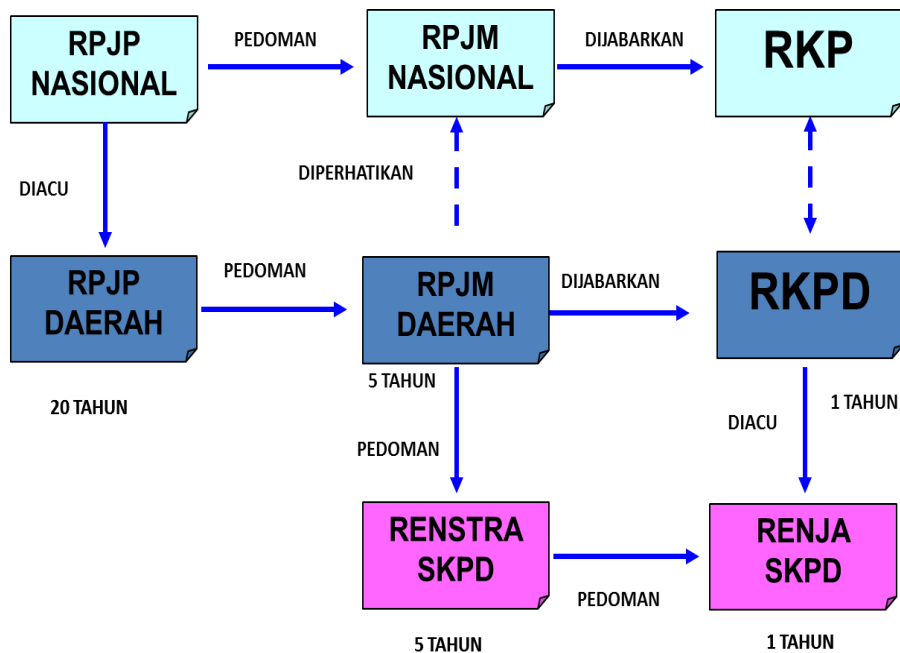 RPJP
NASIONAL
PEDOMAN
RPJM
NASIONAL
DIJABARKAN
RKP
DIACU
DIPERHATIKAN
RPJP
DAERAH
PEDOMAN
RPJM
DAERAH
DIJABARKAN
RKPD
20 TAHUN
5 TAHUN
1 TAHUN
PEDOMAN
DIACU
RENSTRA
SKPD
PEDOMAN
RENJA
SKPD
5 TAHUN
1 TAHUN